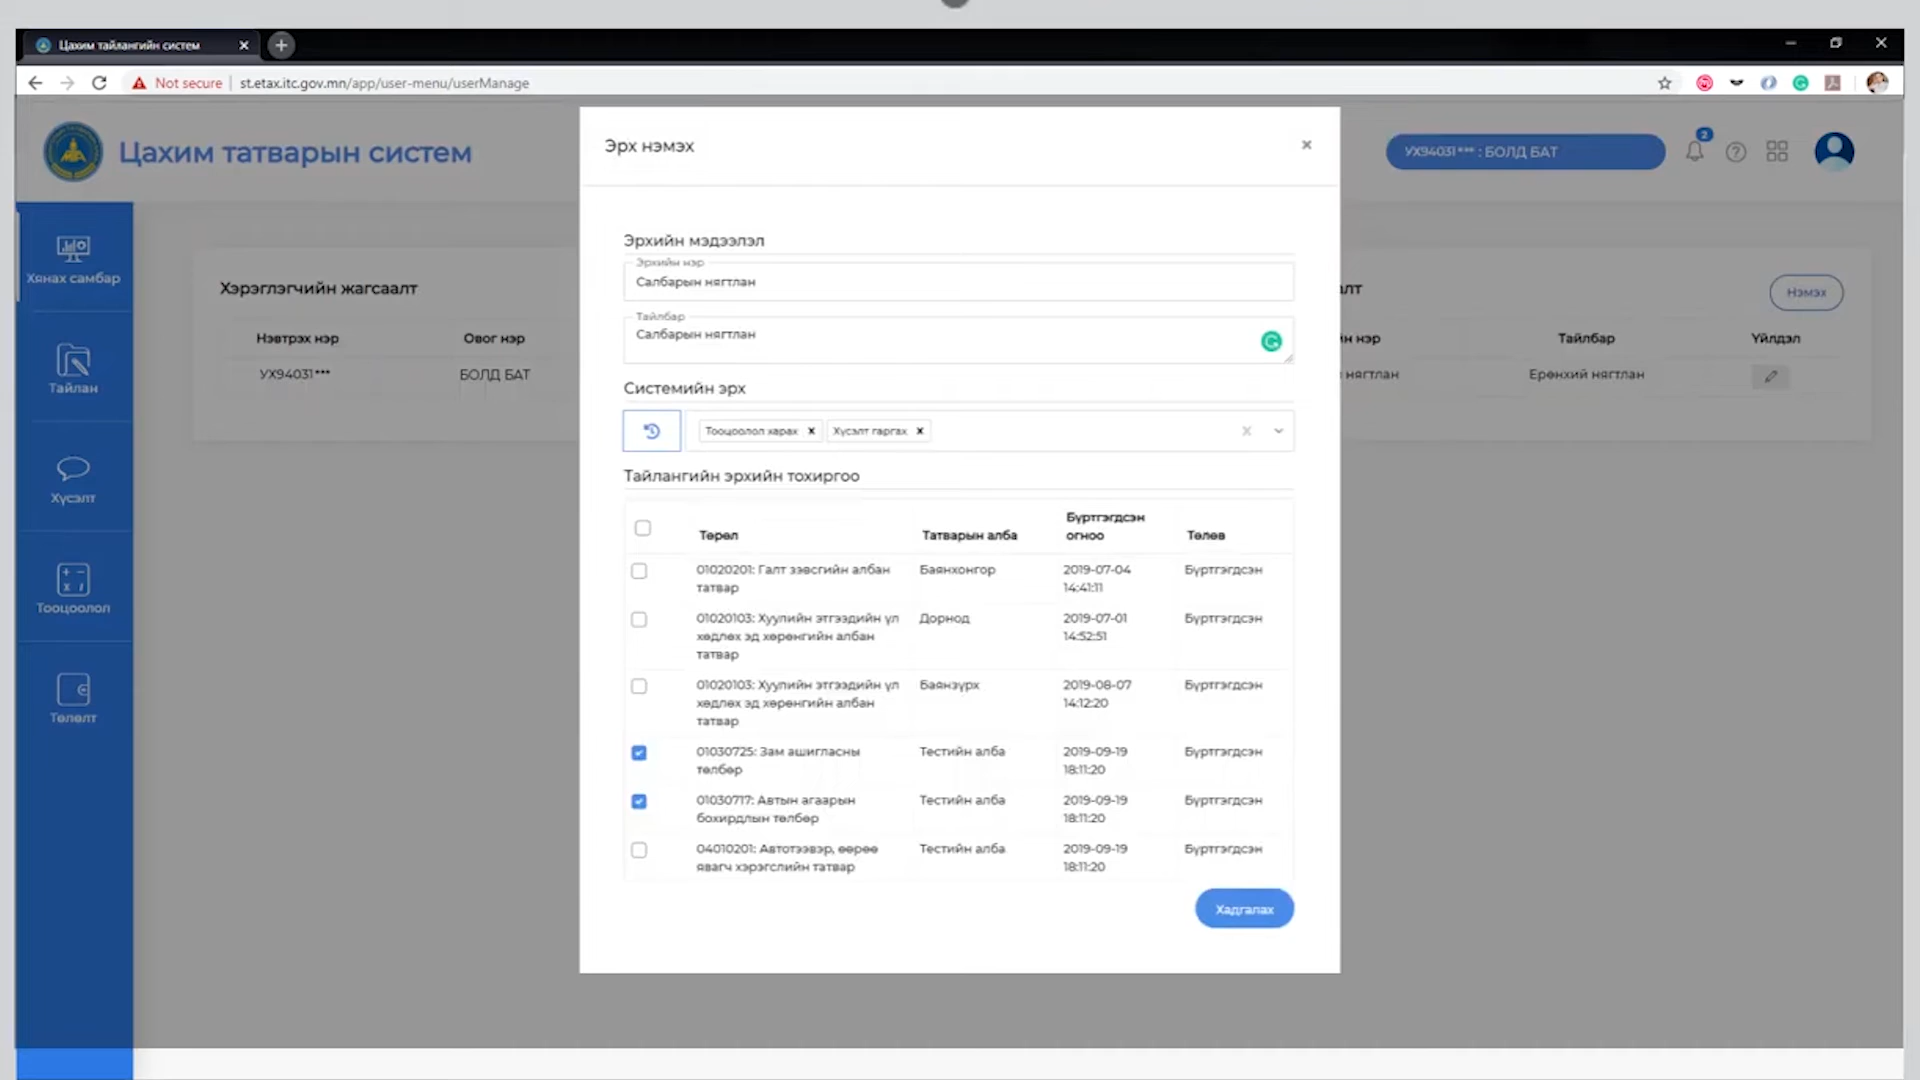 Цахим тайлангийн систем
Not secure | st.etax.itc.gov.mn/app/user-menu/userManage
Цахим татварын систем
УХ94031*** : БОЛД БАТ
2
Хянах самбар
Тайлан
Хүсэлт
Тооцоолол
Төлөлт
Хэрэглэгчийн жагсаалт
Нэвтрэх нэр Овог нэр
УХ94031*** БОЛД БАТ
Эрх нэмэх
Эрхийн мэдээлэл
Эрхийн нэр
Салбарын нягтлан
Тайлбар
Салбарын нягтлан
Системийн эрх
Тооцоолол харах Хүсэлт гаргах
Тайлангийн эрхийн тохиргоо
Төрөл Татварын алба Бүртгэгдсэн огноо Төлөв
01020201: Галт зэвсгийн албан Баянхонгор 2019-07-04 Бүртгэгдсэн
татвар 14:41:11
01020103: Хуулийн этгээдийн үл Дорнод 2019-07-01 Бүртгэгдсэн
хөдлөх эд хөрөнгийн албан 14:52:51
татвар
01020103: Хуулийн этгээдийн үл Баянзүрх 2019-08-07 Бүртгэгдсэн
хөдлөх эд хөрөнгийн албан 14:12:20
татвар
01030725: Зам ашигласны Тестийн алба 2019-09-19 Бүртгэгдсэн
төлбөр 18:11:20
01030717: Автын агаарын Тестийн алба 2019-09-19 Бүртгэгдсэн
бохирдлын төлбөр 18:11:20
04010201: Автотээвэр, өөрөө Тестийн алба 2019-09-19 Бүртгэгдсэн
явагч хэрэгслийн татвар 18:11:20
Хадгалах
лт Нэмэх
йн нэр Тайлбар Үйлдэл
нягтлан Ерөнхий нягтлан